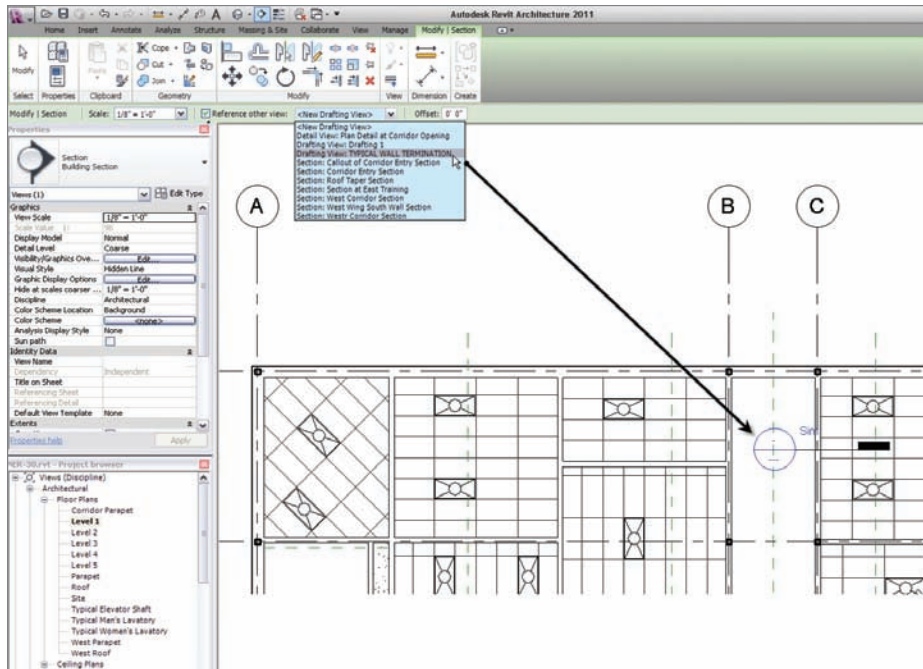 Autodesk Revit Architecture 2011
Home Insert Annotate Analyze Structure Massing & Site Collaborate View Manage Modify | Section
Modify Paste Cope Cut Join
Select Properties Clipboard Geometry Modify View Dimension Create
Modify | Section Scale: 1/8" = 1'-0" Reference other view: <New Drafting View> Offset: 0' 0"
<New Drafting View>
Detail View: Plan Detail at Corridor Opening
Drafting View: Drafting 1
Drafting View: TYPICAL WALL TERMINATION
Section: Callout of Corridor Entry Section
Section: Corridor Entry Section
Section: Roof Taper Section
Section: Section at East Training
Section: West Corridor Section
Section: West Wing South Wall Section
Section: Westr Corridor Section
Properties
Section
Building Section
Views (1) Edit Type
Graphics
View Scale 1/8" = 1'-0"
Scale Value 1: 96
Display Model Normal
Detail Level Coarse
Visibility/Graphics Ove... Edit...
Visual Style Hidden Line
Graphic Display Options Edit...
Hide at scales coarser ... 1/8" = 1'-0"
Discipline Architectural
Color Scheme Location Background
Color Scheme <none>
Analysis Display Style None
Sun path
Identity Data
View Name
Dependency Independent
Title on Sheet
Referencing Sheet
Referencing Detail
Default View Template None
Extents
Properties help Apply
A B C
Sim
NER-30.rvt - Project browser
Views (Discipline)
Architectural
Floor Plans
Corridor Parapet
Level 1
Level 2
Level 3
Level 4
Level 5
Parapet
Roof
Site
Typical Elevator Shaft
Typical Men's Lavatory
Typical Women's Lavatory
West Parapet
West Roof
Ceiling Plans